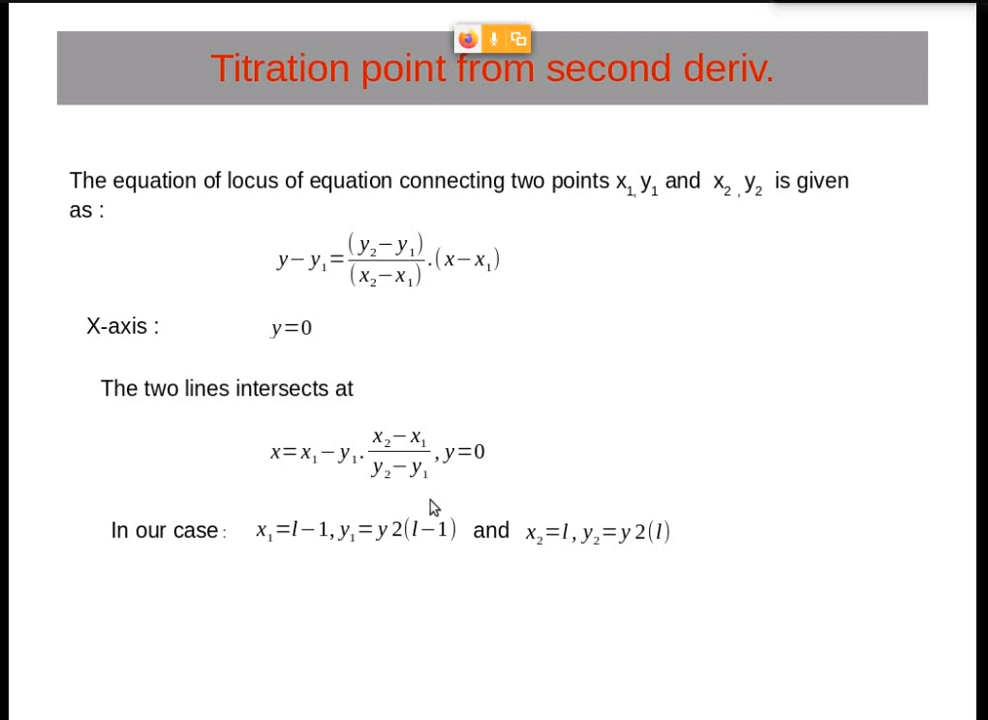 Titration point from second deriv.
The equation of locus of equation connecting two points x₁, y₁ and x₂ , y₂ is given
as :
y−y₁=(y₂−y₁)/(x₂−x₁).(x−x₁)
X-axis : y=0
The two lines intersects at
x=x₁−y₁.(x₂−x₁)/(y₂−y₁), y=0
In our case : x₁=l−1, y₁=y2(l−1) and x₂=l, y₂=y2(l)